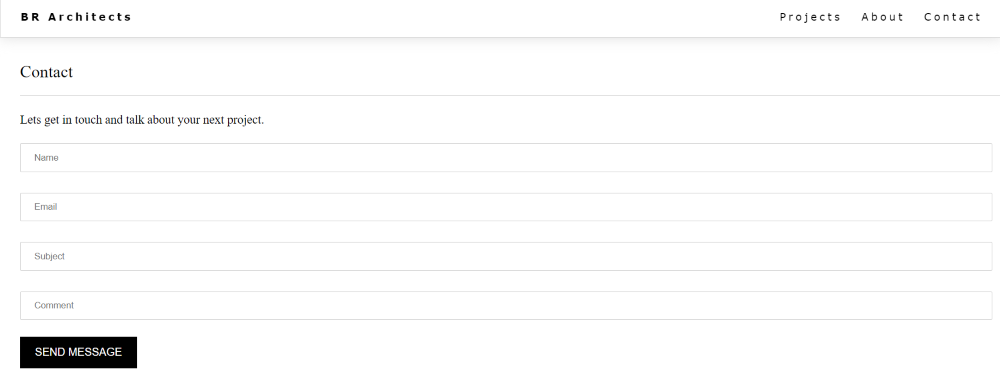 BR Architects
Projects About Contact
Contact
Lets get in touch and talk about your next project.
Name
Email
Subject
Comment
SEND MESSAGE